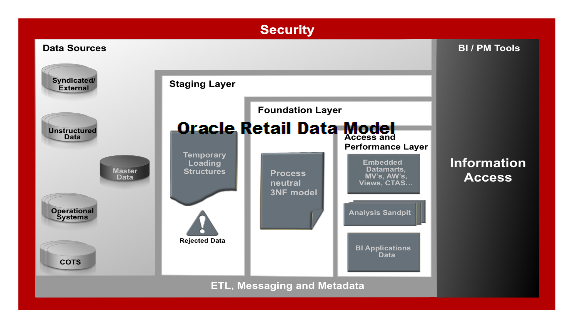 Security
Data Sources
BI / PM Tools
Syndicated/
External
Unstructured
Data
Master
Data
Operational
Systems
COTS
Staging Layer
Foundation Layer
Oracle Retail Data Model
Access and
Performance Layer
Temporary
Loading
Structures
Rejected Data
Process
neutral
3NF model
Embedded
Datamarts,
MV's, AW's,
Views, CTAS...
Analysis Sandpit
BI Applications
Data
Information
Access
ETL, Messaging and Metadata